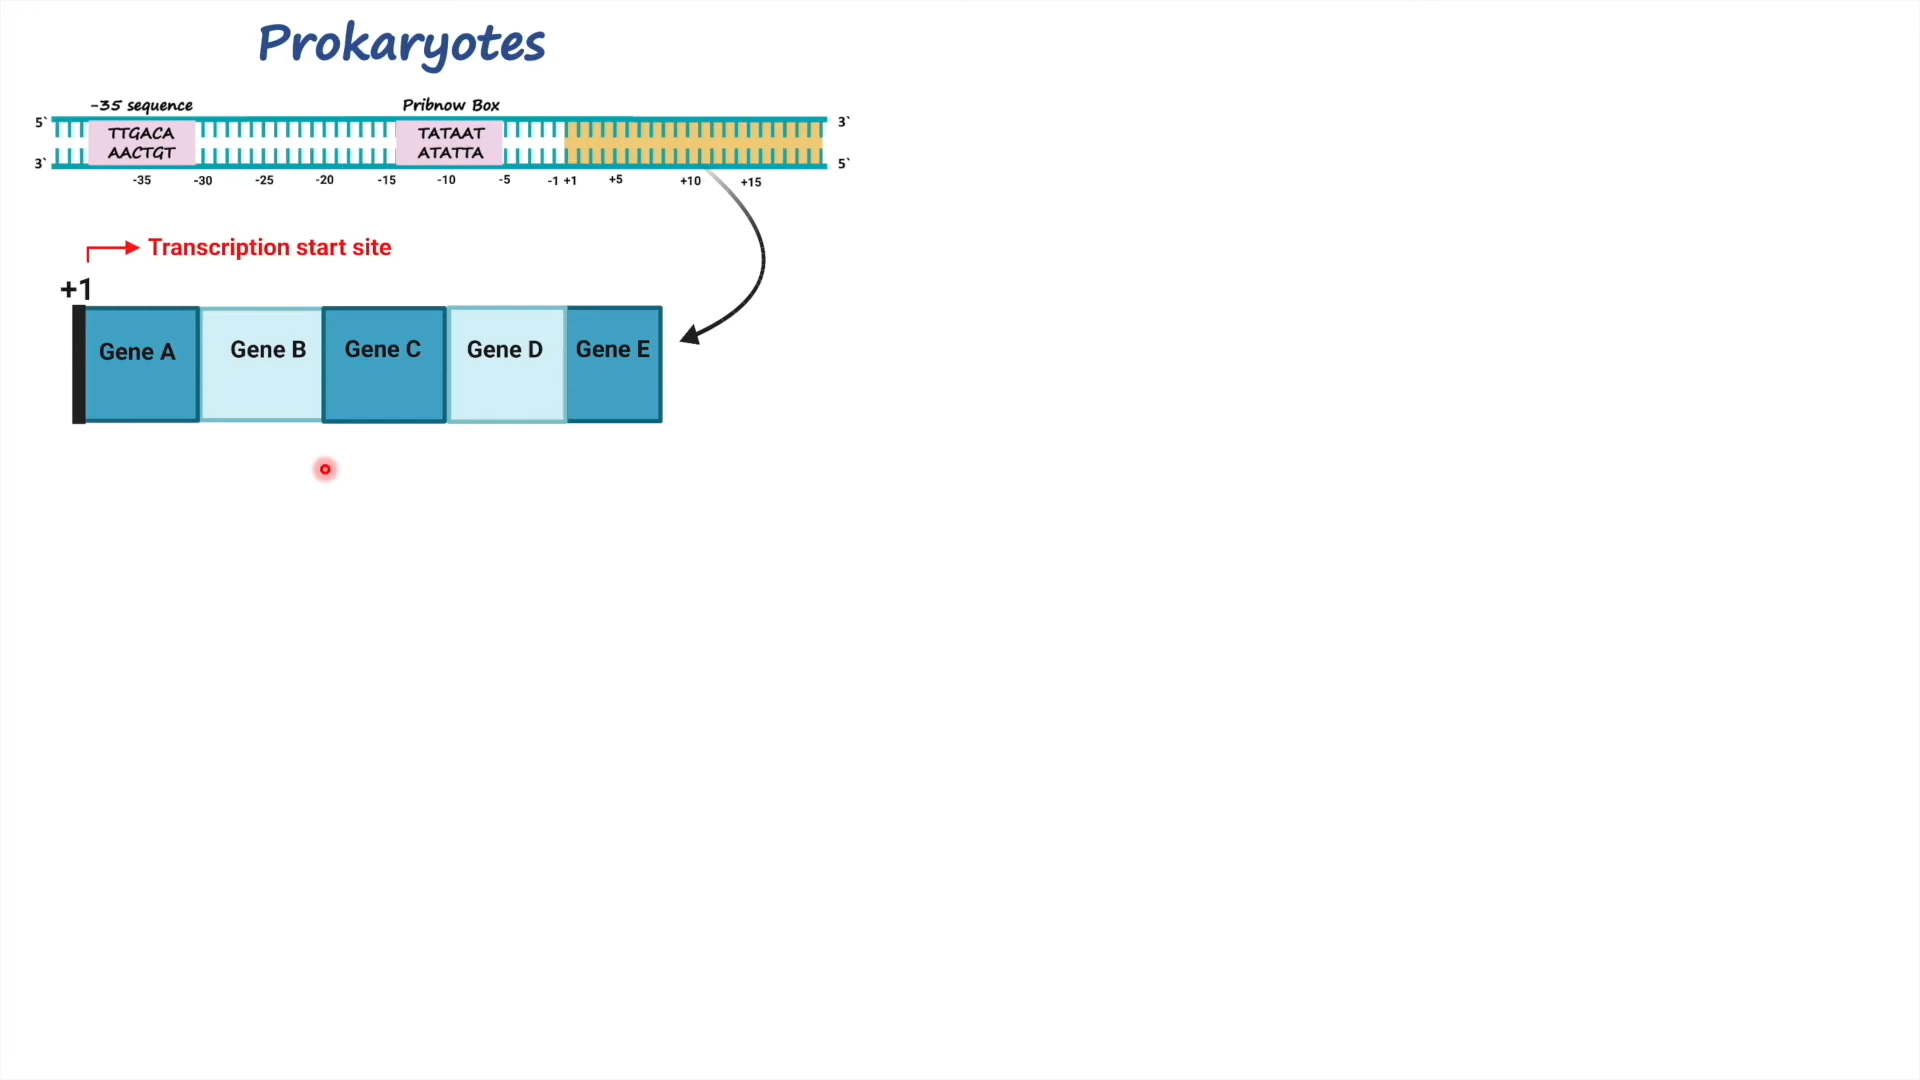 Prokaryotes
-35 sequence
Pribnow Box
5`
TTGACA
TATAAT
3`
3`
AACTGT
ATATTA
5`
-35 -30 -25 -20 -15 -10 -5 -1 +1 +5 +10 +15
Transcription start site
+1
Gene A Gene B Gene C Gene D Gene E